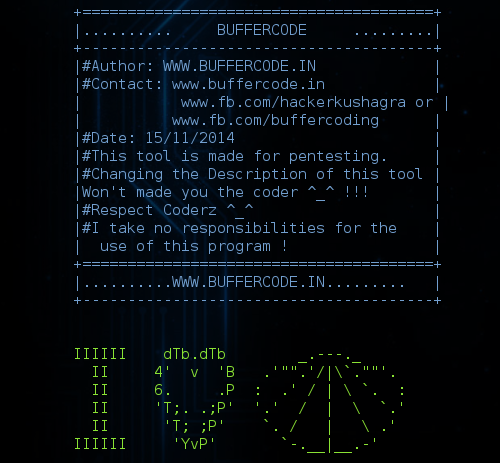 +=======================================+
|..........     BUFFERCODE     .........|
+---------------------------------------+
|#Author: WWW.BUFFERCODE.IN             |
|#Contact: www.buffercode.in            |
|           www.fb.com/hackerkushagra or |
|          www.fb.com/buffercoding      |
|#Date: 15/11/2014                      |
|#This tool is made for pentesting.     |
|#Changing the Description of this tool |
|Won't made you the coder ^_^ !!!       |
|#Respect Coderz ^_^                    |
|#I take no responsibilities for the    |
|  use of this program !                |
+=======================================+
|..........WWW.BUFFERCODE.IN.........   |
+---------------------------------------+
IIIIII    dTb.dTb        _.---._
  II     4'  v  'B   .'"".'/|\`.""'.
  II     6.     .P  :  .' / | \ `.  :
  II     'T;. .;P'  '.'  /  |  \  `.'
  II      'T; ;P'    `. /   |   \ .'
IIIIII     'YvP'       `-.__|__.-'